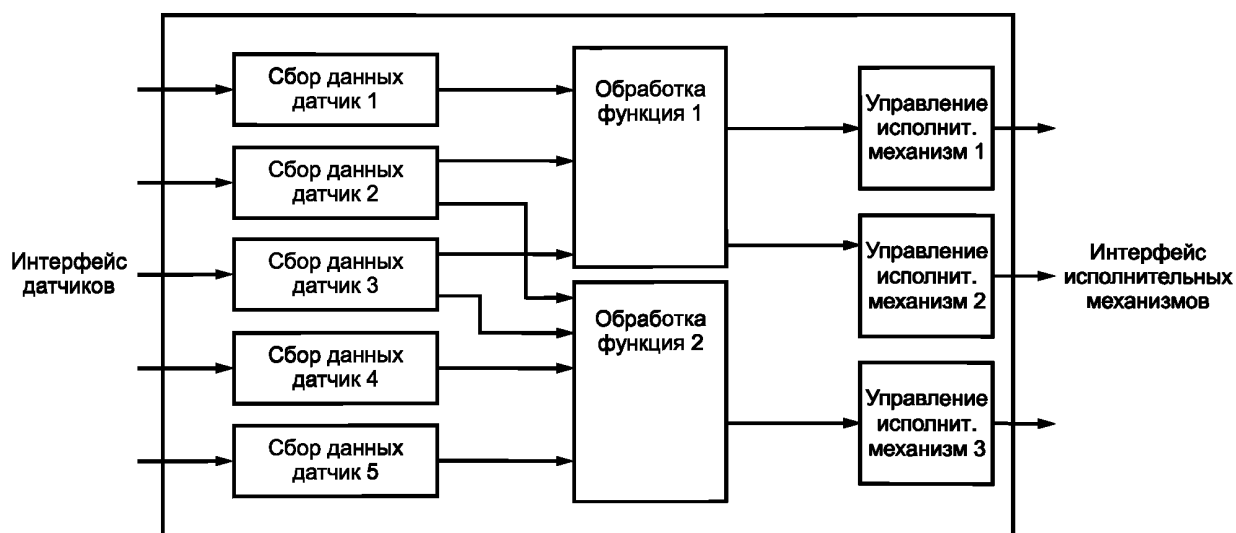 Интерфейс
датчиков
Сбор данных
датчик 1
Сбор данных
датчик 2
Сбор данных
датчик 3
Сбор данных
датчик 4
Сбор данных
датчик 5
Обработка
функция 1
Обработка
функция 2
Управление
исполнит.
механизм 1
Управление
исполнит.
механизм 2
Управление
исполнит.
механизм 3
Интерфейс
исполнительных
механизмов